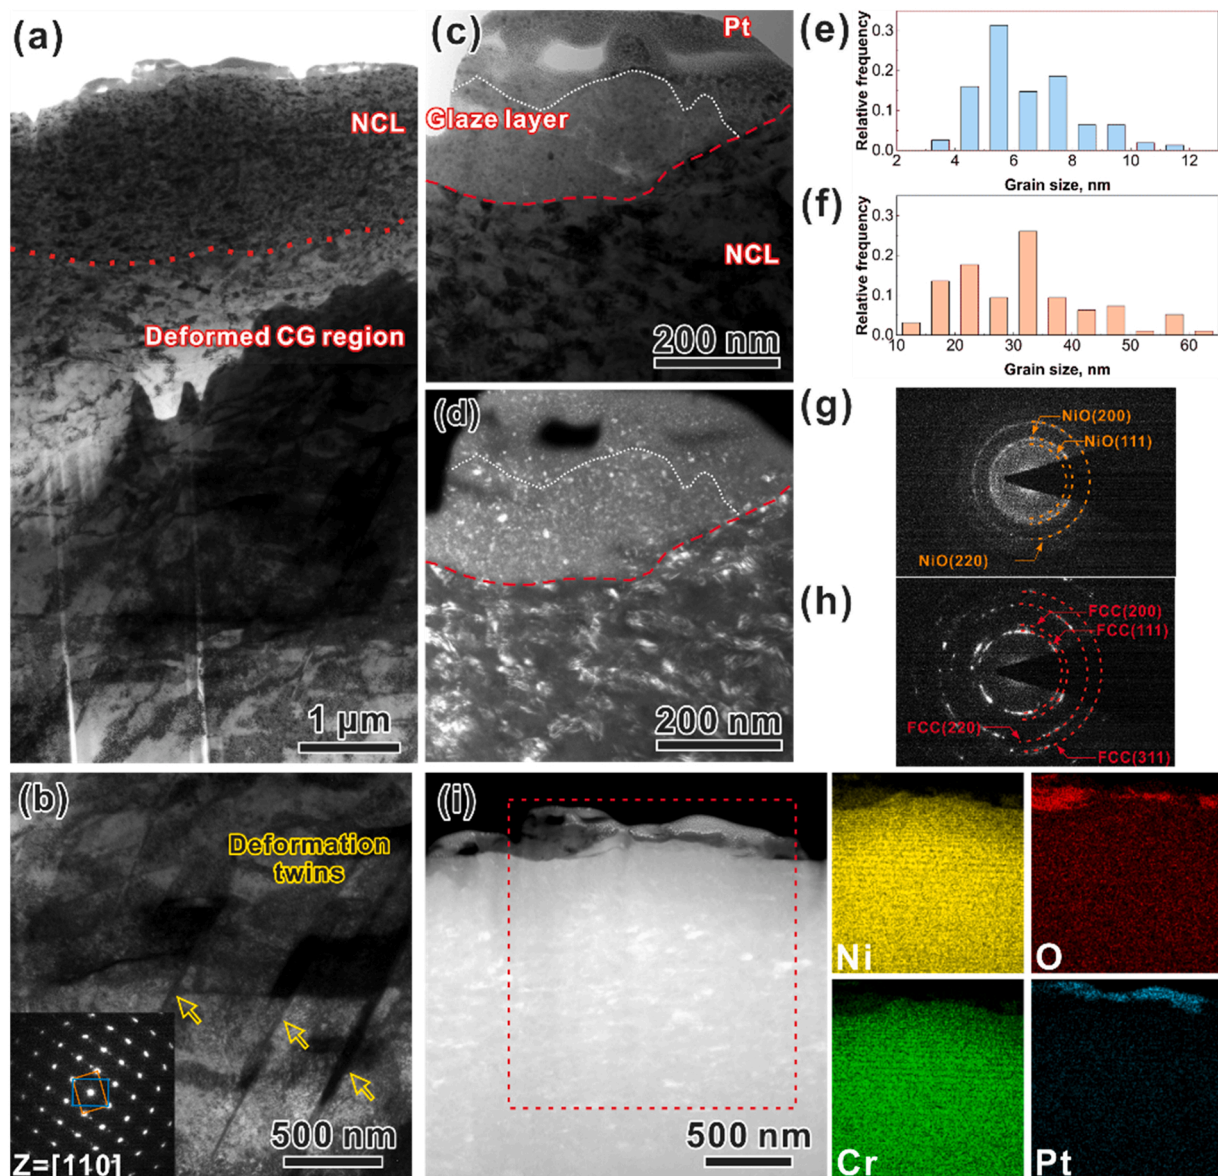 (a)
NCL
Deformed CG region
1 μm
(c)
Pt
Glaze layer
NCL
200 nm
(d)
200 nm
(e)
Relative frequency
0.3
0.2
0.1
0.0
2
4
6
8
10
12
Grain size, nm
(f)
Relative frequency
0.3
0.2
0.1
0.0
10
20
30
40
50
60
Grain size, nm
(g)
NiO(200)
NiO(111)
NiO(220)
(h)
FCC(200)
FCC(111)
FCC(220)
FCC(311)
(b)
Deformation
twins
Z=[110]
500 nm
(i)
500 nm
Ni
O
Cr
Pt